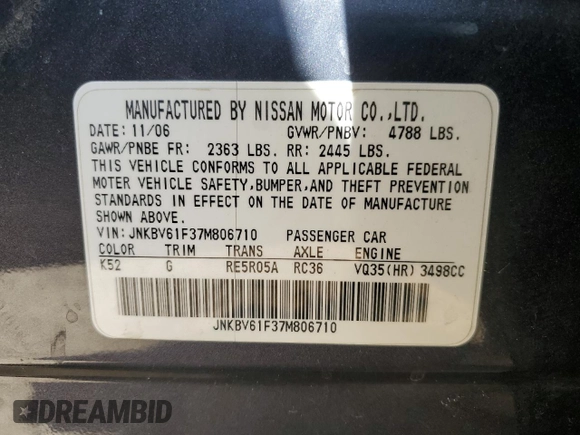 MANUFACTURED BY NISSAN MOTOR CO.,LTD.
DATE: 11/06 GVWR/PNBV: 4788 LBS.
GAWR/PNBE FR: 2363 LBS. RR: 2445 LBS.
THIS VEHICLE CONFORMS TO ALL APPLICABLE FEDERAL
MOTER VEHICLE SAFETY,BUMPER,AND THEFT PREVENTION
STANDARDS IN EFFECT ON THE DATE OF MANUFACTURE
SHOWN ABOVE.
VIN: JNKBV61F37M806710 PASSENGER CAR
COLOR TRIM TRANS AXLE ENGINE
K52 G RE5R05A RC36 VQ35(HR) 3498CC
JNKBV61F37M806710
DREAMBID